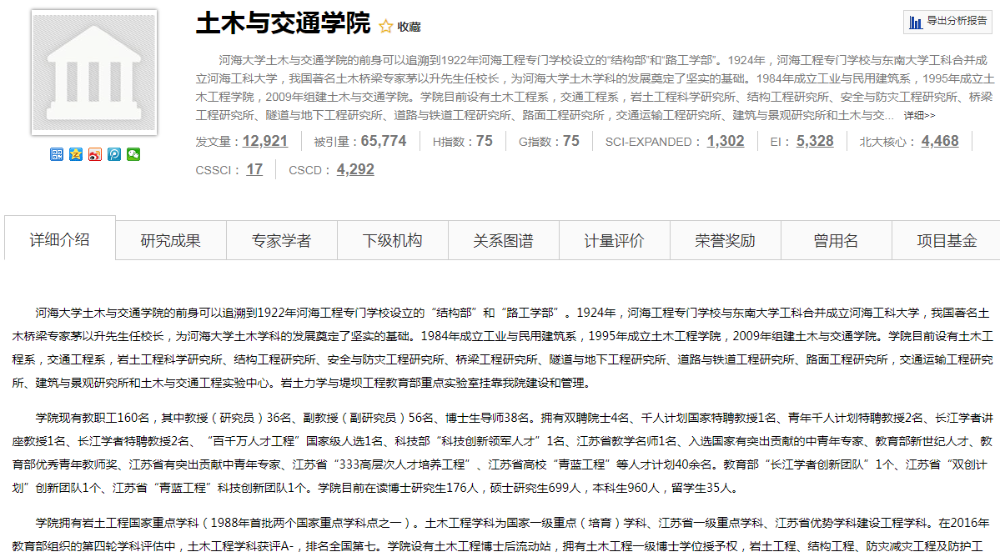 土木与交通学院 收藏
导出分析报告
河海大学土木与交通学院的前身可以追溯到1922年河海工程专门学校设立的“结构部”和“路工学部”。1924年，河海工程专门学校与东南大学工科合并成
立河海工科大学，我国著名土木桥梁专家茅以升先生任校长，为河海大学土木学科的发展奠定了坚实的基础。1984年成立工业与民用建筑系，1995年成立土
木工程学院，2009年组建土木与交通学院。学院目前设有土木工程系，交通工程系，岩土工程科学研究所、结构工程研究所、安全与防灾工程研究所、桥梁
工程研究所、隧道与地下工程研究所、道路与铁道工程研究所、路面工程研究所，交通运输工程研究所、建筑与景观研究所和土木与交... 详细>>
发文量：12,921 被引量：65,774 H指数：75 G指数：75 SCI-EXPANDED：1,302 EI：5,328 北大核心：4,468
CSSCI：17 CSCD：4,292
详细介绍 研究成果 专家学者 下级机构 关系图谱 计量评价 荣誉奖励 曾用名 项目基金
河海大学土木与交通学院的前身可以追溯到1922年河海工程专门学校设立的“结构部”和“路工学部”。1924年，河海工程专门学校与东南大学工科合并成立河海工科大学，我国著名土
木桥梁专家茅以升先生任校长，为河海大学土木学科的发展奠定了坚实的基础。1984年成立工业与民用建筑系，1995年成立土木工程学院，2009年组建土木与交通学院。学院目前设有土木工
程系，交通工程系，岩土工程科学研究所、结构工程研究所、安全与防灾工程研究所、桥梁工程研究所、隧道与地下工程研究所、道路与铁道工程研究所、路面工程研究所，交通运输工程研究
所、建筑与景观研究所和土木与交通工程实验中心。岩土力学与堤坝工程教育部重点实验室挂靠我院建设和管理。
学院现有教职工160名，其中教授（研究员）36名、副教授（副研究员）56名、博士生导师38名。拥有双聘院士4名、千人计划国家特聘教授1名、青年千人计划特聘教授2名、长江学者讲
座教授1名、长江学者特聘教授2名、“百千万人才工程”国家级人选1名、科技部“科技创新领军人才”1名、江苏省教学名师1名、入选国家有突出贡献的中青年专家、教育部新世纪人才、教
育部优秀青年教师奖、江苏省有突出贡献中青年专家、江苏省“333高层次人才培养工程”、江苏省高校“青蓝工程”等人才计划40余名。教育部“长江学者创新团队”1个、江苏省“双创计
划”创新团队1个、江苏省“青蓝工程”科技创新团队1个。学院目前在读博士研究生176人，硕士研究生699人，本科生960人，留学生35人。
学院拥有岩土工程国家重点学科（1988年首批两个国家重点学科点之一）。土木工程学科为国家一级重点（培育）学科、江苏省一级重点学科、江苏省优势学科建设工程学科。在2016年
教育部组织的第四轮学科评估中，土木工程学科获评A-，排名全国第七。学院设有土木工程博士后流动站，拥有土木工程一级博士学位授予权，岩土工程、结构工程、防灾减灾工程及防护工